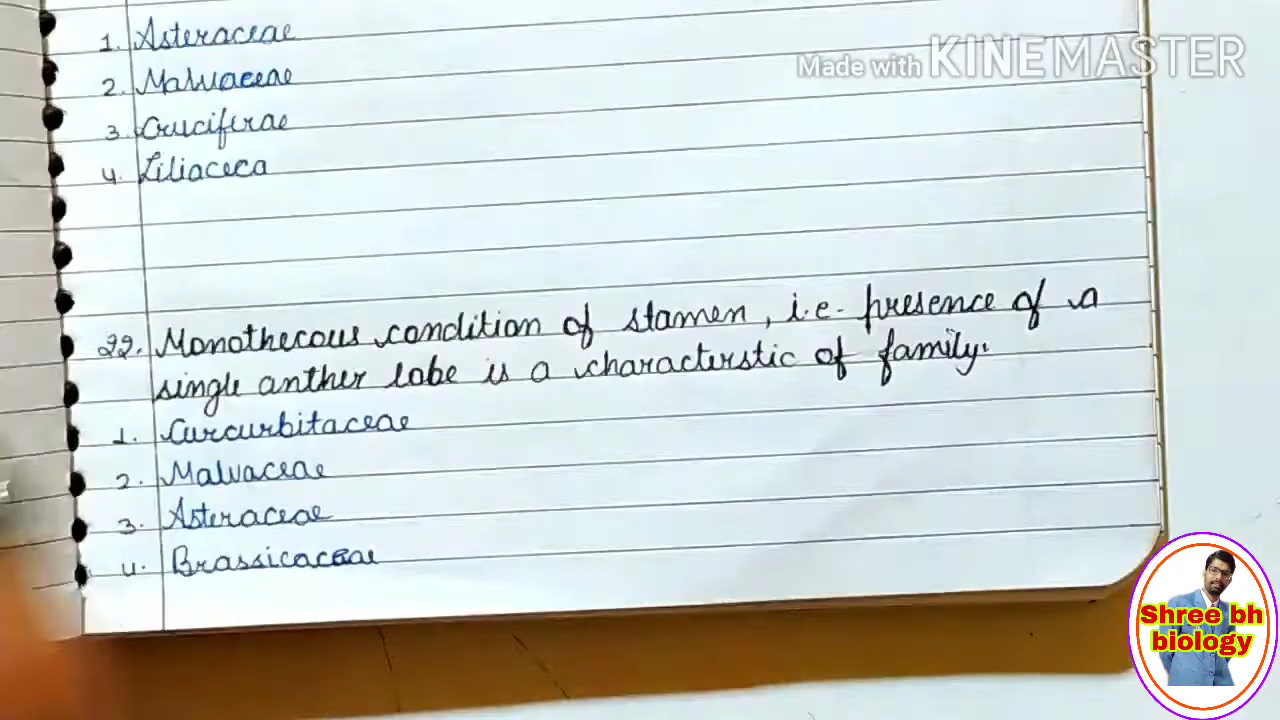 1. Asteraceae
Made with KINEMASTER
2. Malvaceae
3. Cruciferae
4. Liliaceca
22. Monothecous condition of stamen, i.e. presence of a
single anther lobe is a characterstic of family.
1. Curcurbitaceae
2. Malvaceae
3. Asteraceae
4. Brassicaceae
Shree bh
biology